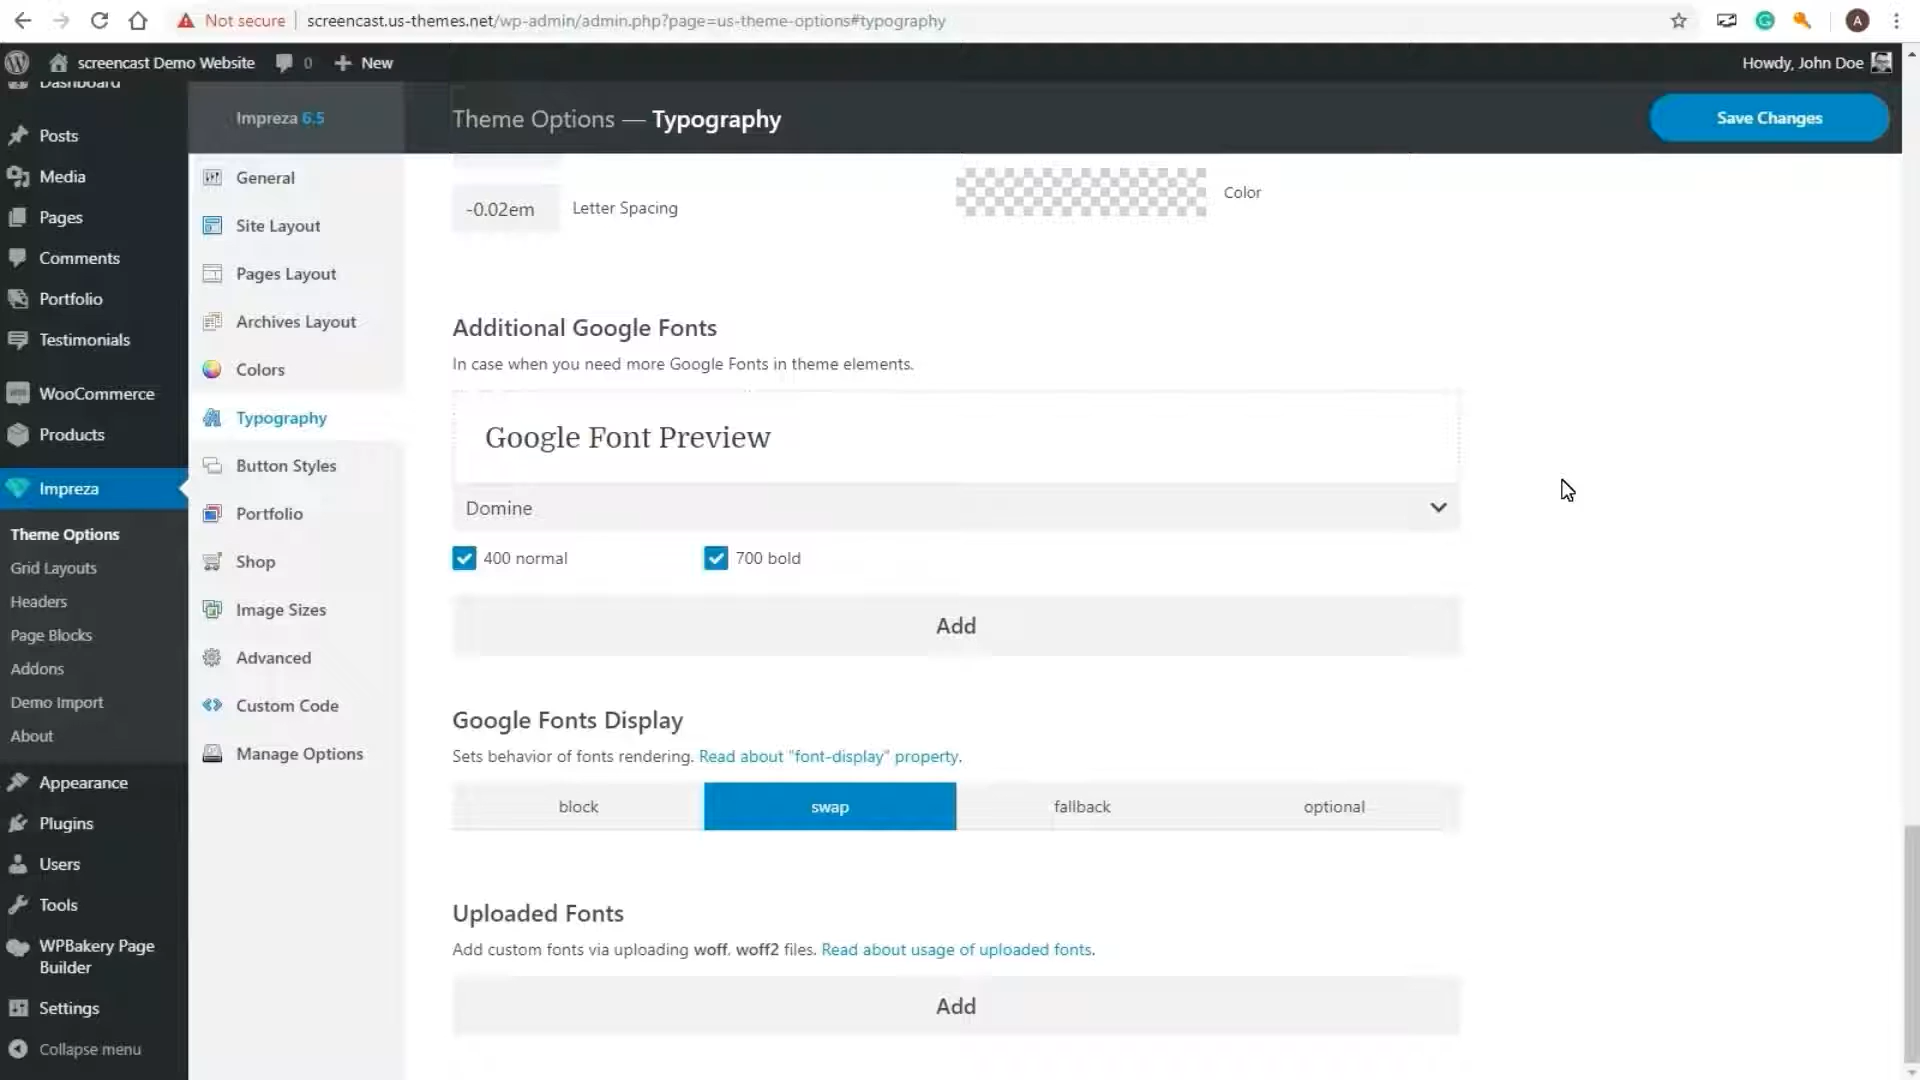 Not secure
screencast.us-themes.net/wp-admin/admin.php?page=us-theme-options#typography
A
screencast Demo Website
0
New
Howdy, John Doe
Dashboard
Posts
Media
Pages
Comments
Portfolio
Testimonials
WooCommerce
Products
Impreza
Theme Options
Grid Layouts
Headers
Page Blocks
Addons
Demo Import
About
Appearance
Plugins
Users
Tools
WPBakery Page
Builder
Settings
Collapse menu
Impreza 6.5
General
Site Layout
Pages Layout
Archives Layout
Colors
Typography
Button Styles
Portfolio
Shop
Image Sizes
Advanced
Custom Code
Manage Options
Theme Options — Typography
Save Changes
-0.02em
Letter Spacing
Color
Additional Google Fonts
In case when you need more Google Fonts in theme elements.
Google Font Preview
Domine
400 normal
700 bold
Add
Google Fonts Display
Sets behavior of fonts rendering. Read about "font-display" property.
block
swap
fallback
optional
Uploaded Fonts
Add custom fonts via uploading woff, woff2 files. Read about usage of uploaded fonts.
Add